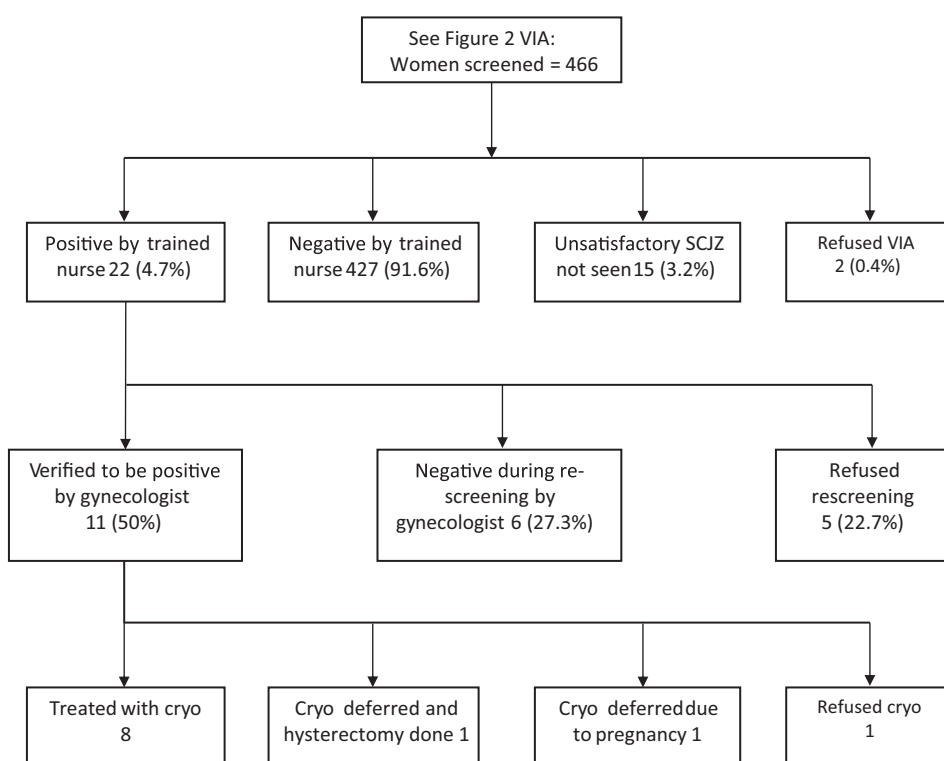 See Figure 2 VIA:
Women screened = 466
Positive by trained
nurse 22 (4.7%)
Negative by trained
nurse 427 (91.6%)
Unsatisfactory SCJZ
not seen 15 (3.2%)
Refused VIA
2 (0.4%)
Verified to be positive
by gynecologist
11 (50%)
Negative during re-
screening by
gynecologist 6 (27.3%)
Refused
rescreening
5 (22.7%)
Treated with cryo
8
Cryo deferred and
hysterectomy done 1
Cryo deferred due
to pregnancy 1
Refused cryo
1